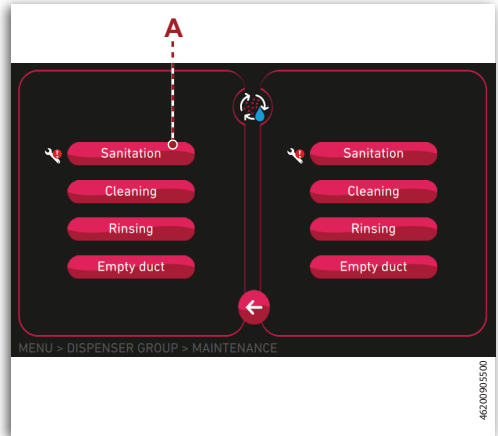 A
Sanitation
Cleaning
Rinsing
Empty duct
Sanitation
Cleaning
Rinsing
Empty duct
MENU > DISPENSER GROUP > MAINTENANCE
46200905500